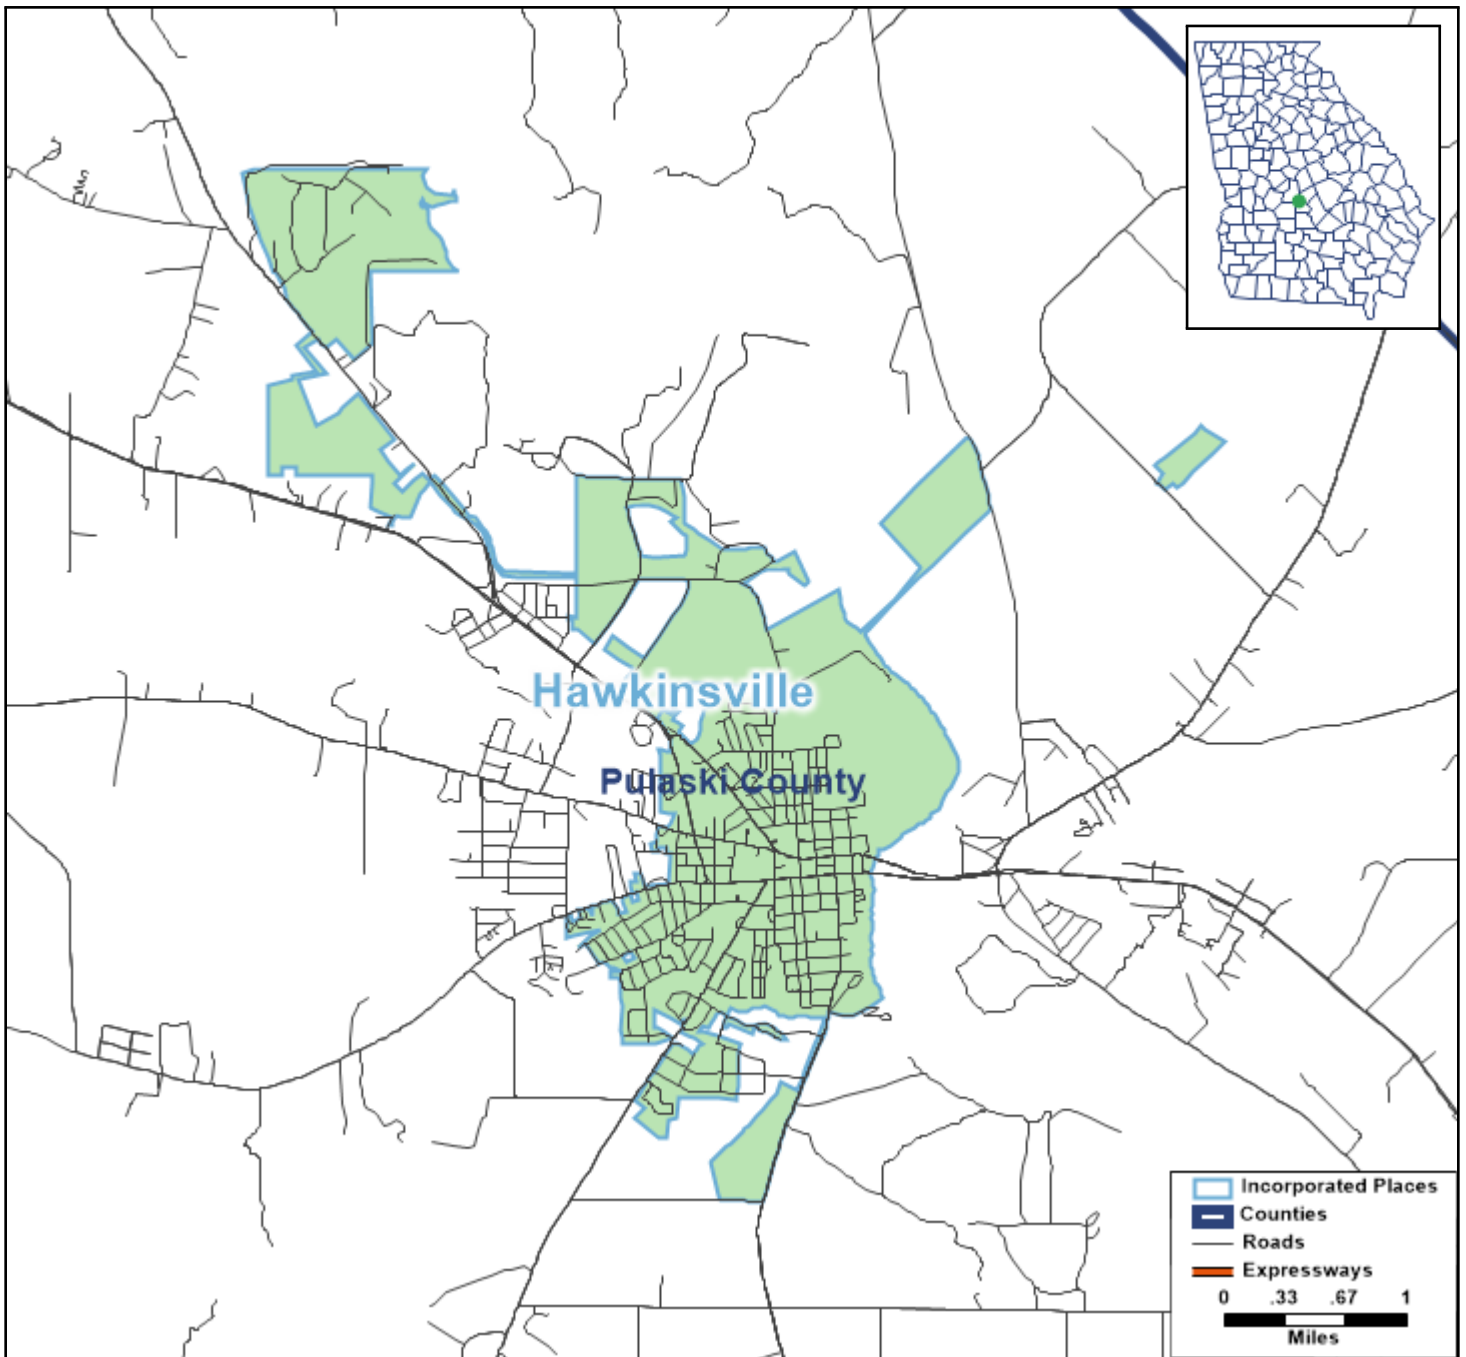 Hawkinsville
Pulaski County
Incorporated Places
Counties
Roads
Expressways
0 .33 .67 1
Miles